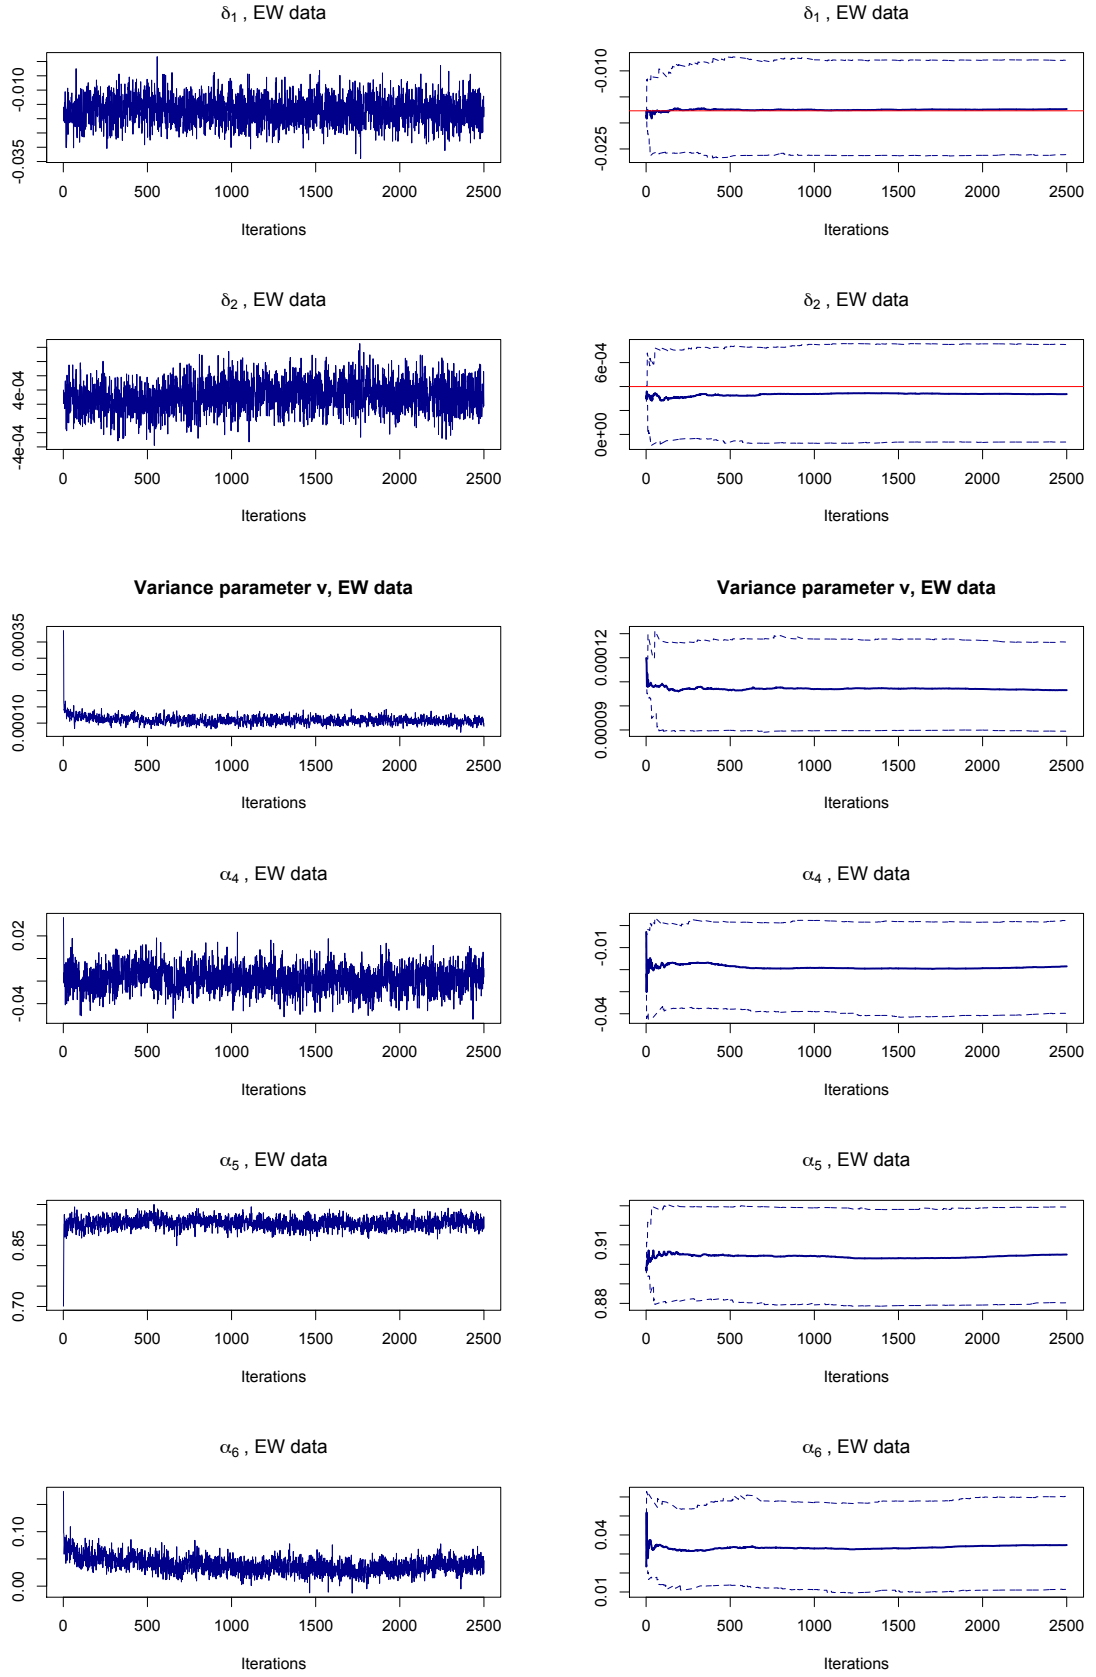 δ1 , EW data
δ1 , EW data
-0.010
-0.035
-0.010
-0.025
0 500 1000 1500 2000 2500
0 500 1000 1500 2000 2500
Iterations
Iterations
δ2 , EW data
δ2 , EW data
4e-04
-4e-04
6e-04
0e+00
0 500 1000 1500 2000 2500
0 500 1000 1500 2000 2500
Iterations
Iterations
Variance parameter v, EW data
Variance parameter v, EW data
0.00035
0.00010
0.00012
0.00009
0 500 1000 1500 2000 2500
0 500 1000 1500 2000 2500
Iterations
Iterations
α4 , EW data
α4 , EW data
0.02
-0.04
-0.01
-0.04
0 500 1000 1500 2000 2500
0 500 1000 1500 2000 2500
Iterations
Iterations
α5 , EW data
α5 , EW data
0.85
0.70
0.91
0.88
0 500 1000 1500 2000 2500
0 500 1000 1500 2000 2500
Iterations
Iterations
α6 , EW data
α6 , EW data
0.10
0.00
0.04
0.01
0 500 1000 1500 2000 2500
0 500 1000 1500 2000 2500
Iterations
Iterations